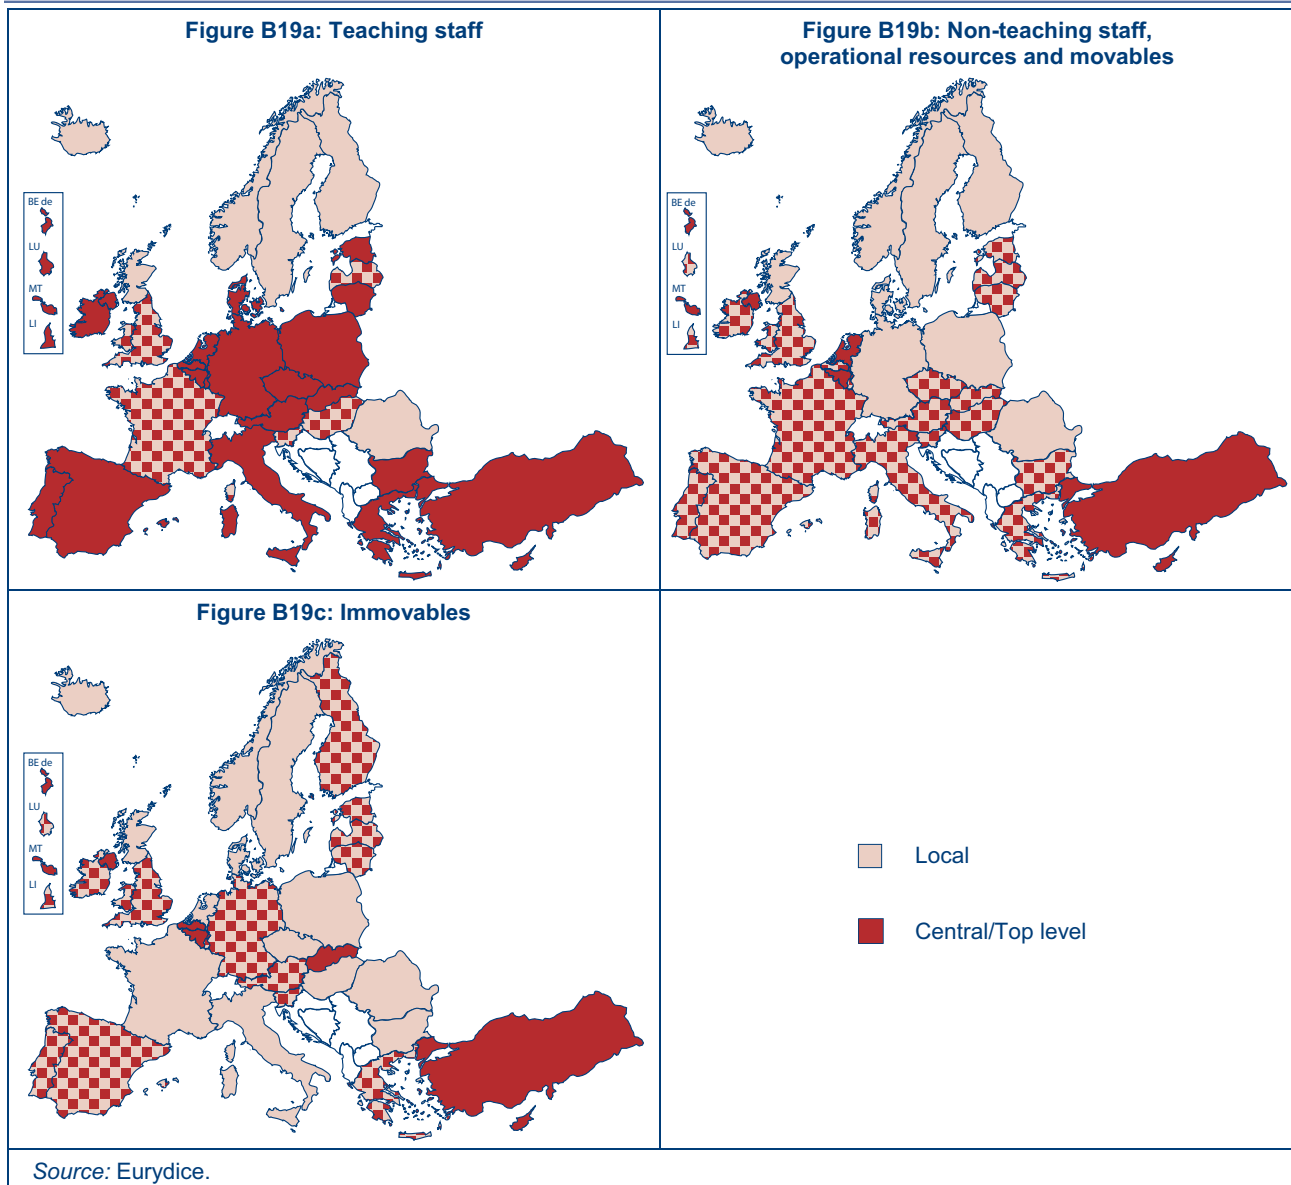 Figure B19a: Teaching staff
BE de
LU
MT
LI
Figure B19b: Non-teaching staff,
operational resources and movables
BE de
LU
MT
LI
Figure B19c: Immovables
BE de
LU
MT
LI
Local
Central/Top level
Source: Eurydice.